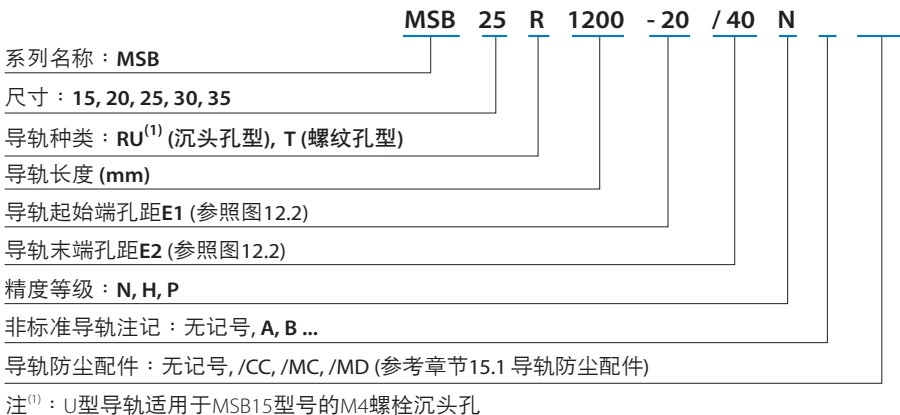 MSB 25 R 1200 - 20 / 40 N
系列名称：MSB
尺寸：15, 20, 25, 30, 35
导轨种类：RU(1) (沉头孔型), T (螺纹孔型)
导轨长度 (mm)
导轨起始端孔距E1 (参照图12.2)
导轨末端孔距E2 (参照图12.2)
精度等级：N, H, P
非标准导轨注记：无记号, A, B ...
导轨防尘配件：无记号, /CC, /MC, /MD (参考章节15.1 导轨防尘配件)
注(1)：U型导轨适用于MSB15型号的M4螺栓沉头孔